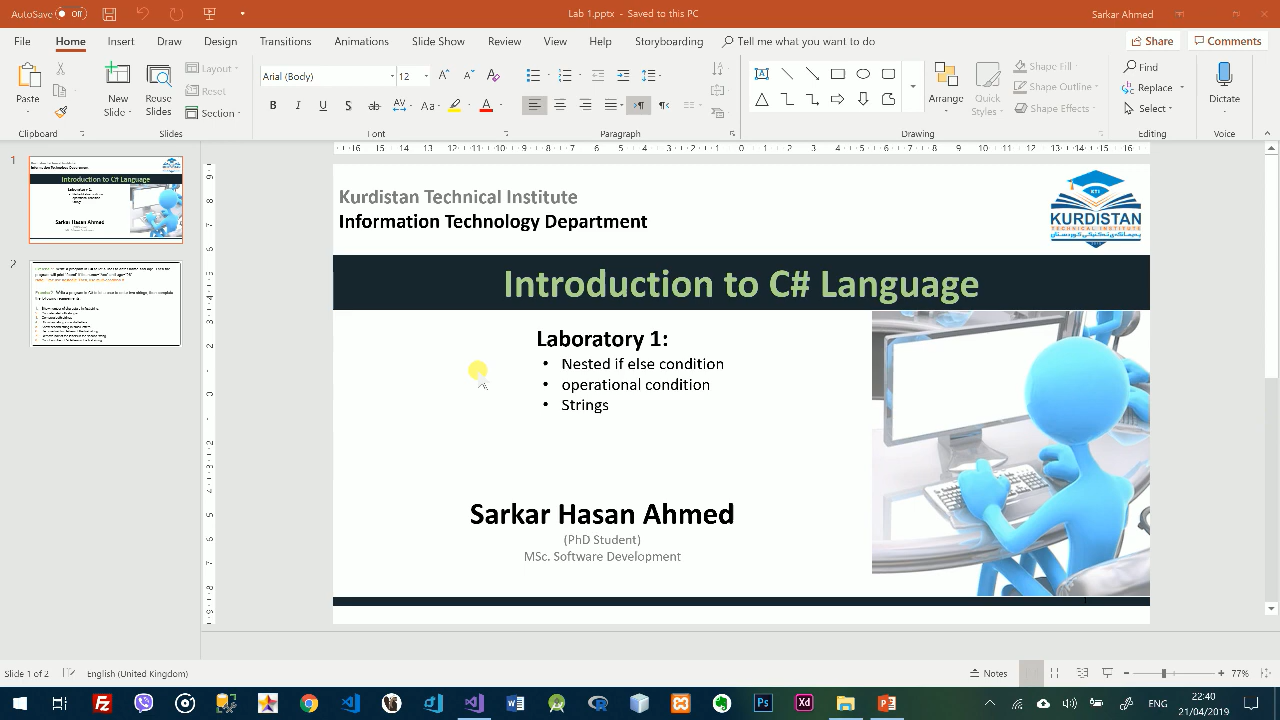 AutoSave Off
Lab 1.pptx - Saved to this PC
Sarkar Ahmed
File Home Insert Draw Design Transitions Animations Slide Show Review View Help Storyboarding Tell me what you want to do
Share Comments
Paste
New Slide
Reuse Slides
Layout
Reset
Section
Arial (Body) 12
Arrange
Quick Styles
Shape Fill
Shape Outline
Shape Effects
Find
Replace
Select
Dictate
Clipboard Slides Font Paragraph Drawing Editing Voice
1
2
Kurdistan Technical Institute
Information Technology Department
KTI
KURDISTAN
TECHNICAL INSTITUTE
Introduction to C# Language
Laboratory 1:
• Nested if else condition
• operational condition
• Strings
Sarkar Hasan Ahmed
(PhD Student)
MSc. Software Development
Slide 1 of 2 English (United Kingdom)
Notes
77%
ENG
22:40
21/04/2019